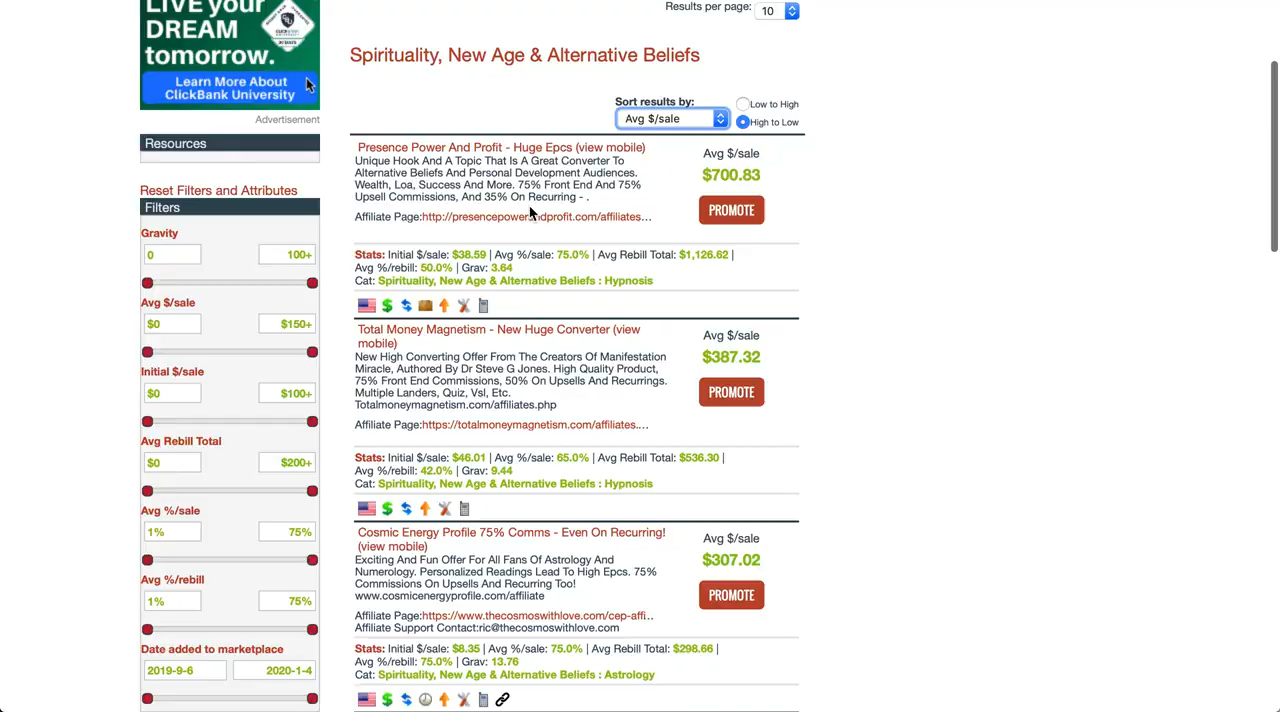 LIVE your
DREAM
tomorrow.
Learn More About
ClickBank University
Advertisement
Resources
Reset Filters and Attributes
Filters
Gravity
0 100+
Avg $/sale
$0 $150+
Initial $/sale
$0 $100+
Avg Rebill Total
$0 $200+
Avg %/sale
1% 75%
Avg %/rebill
1% 75%
Date added to marketplace
2019-9-6 2020-1-4
Results per page: 10
Spirituality, New Age & Alternative Beliefs
Sort results by:
Avg $/sale
Low to High
High to Low
Presence Power And Profit - Huge Epcs (view mobile)
Unique Hook And A Topic That Is A Great Converter To
Alternative Beliefs And Personal Development Audiences.
Wealth, Loa, Success And More. 75% Front End And 75%
Upsell Commissions, And 35% On Recurring - .
Affiliate Page:http://presencepowerandprofit.com/affiliates...
Avg $/sale
$700.83
PROMOTE
Stats: Initial $/sale: $38.59 | Avg %/sale: 75.0% | Avg Rebill Total: $1,126.62 |
Avg %/rebill: 50.0% | Grav: 3.64
Cat: Spirituality, New Age & Alternative Beliefs : Hypnosis
Total Money Magnetism - New Huge Converter (view
mobile)
New High Converting Offer From The Creators Of Manifestation
Miracle, Authored By Dr Steve G Jones. High Quality Product,
75% Front End Commissions, 50% On Upsells And Recurrings.
Multiple Landers, Quiz, Vsl, Etc.
Totalmoneymagnetism.com/affiliates.php
Affiliate Page:https://totalmoneymagnetism.com/affiliates....
Avg $/sale
$387.32
PROMOTE
Stats: Initial $/sale: $46.01 | Avg %/sale: 65.0% | Avg Rebill Total: $536.30 |
Avg %/rebill: 42.0% | Grav: 9.44
Cat: Spirituality, New Age & Alternative Beliefs : Hypnosis
Cosmic Energy Profile 75% Comms - Even On Recurring!
(view mobile)
Exciting And Fun Offer For All Fans Of Astrology And
Numerology. Personalized Readings Lead To High Epcs. 75%
Commissions On Upsells And Recurring Too!
www.cosmicenergyprofile.com/affiliate
Affiliate Page:https://www.thecosmoswithlove.com/cep-affi...
Affiliate Support Contact:ric@thecosmoswithlove.com
Avg $/sale
$307.02
PROMOTE
Stats: Initial $/sale: $8.35 | Avg %/sale: 75.0% | Avg Rebill Total: $298.66 |
Avg %/rebill: 75.0% | Grav: 13.76
Cat: Spirituality, New Age & Alternative Beliefs : Astrology